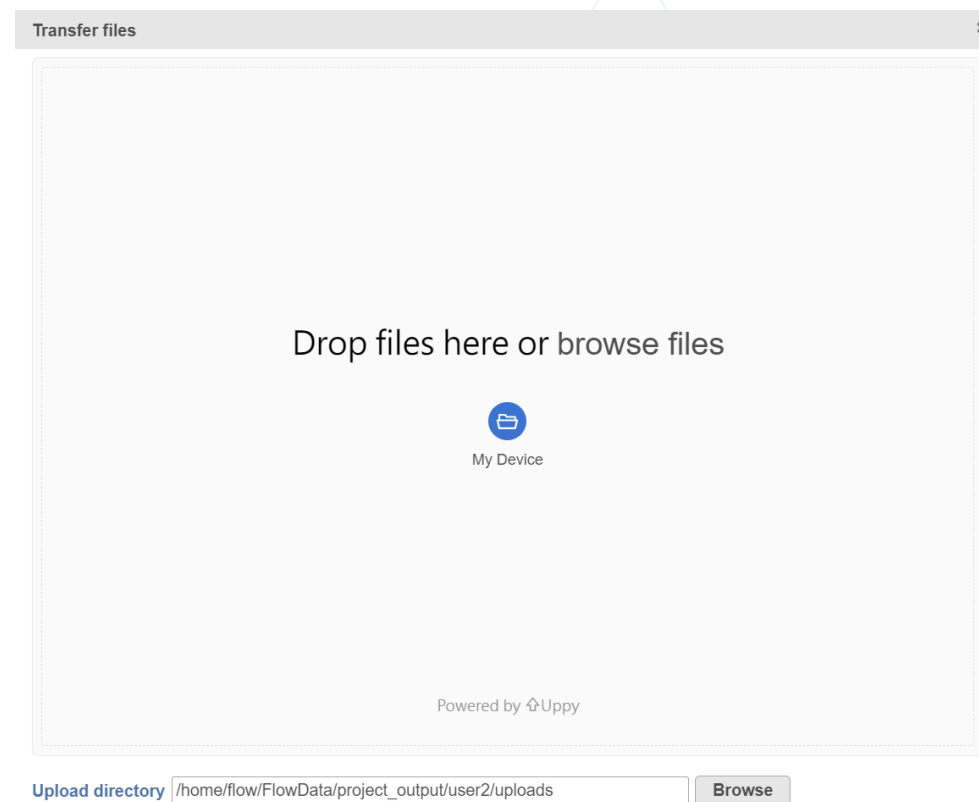 Transfer files
Drop files here or browse files
My Device
Powered by Uppy
Upload directory /home/flow/FlowData/project_output/user2/uploads Browse